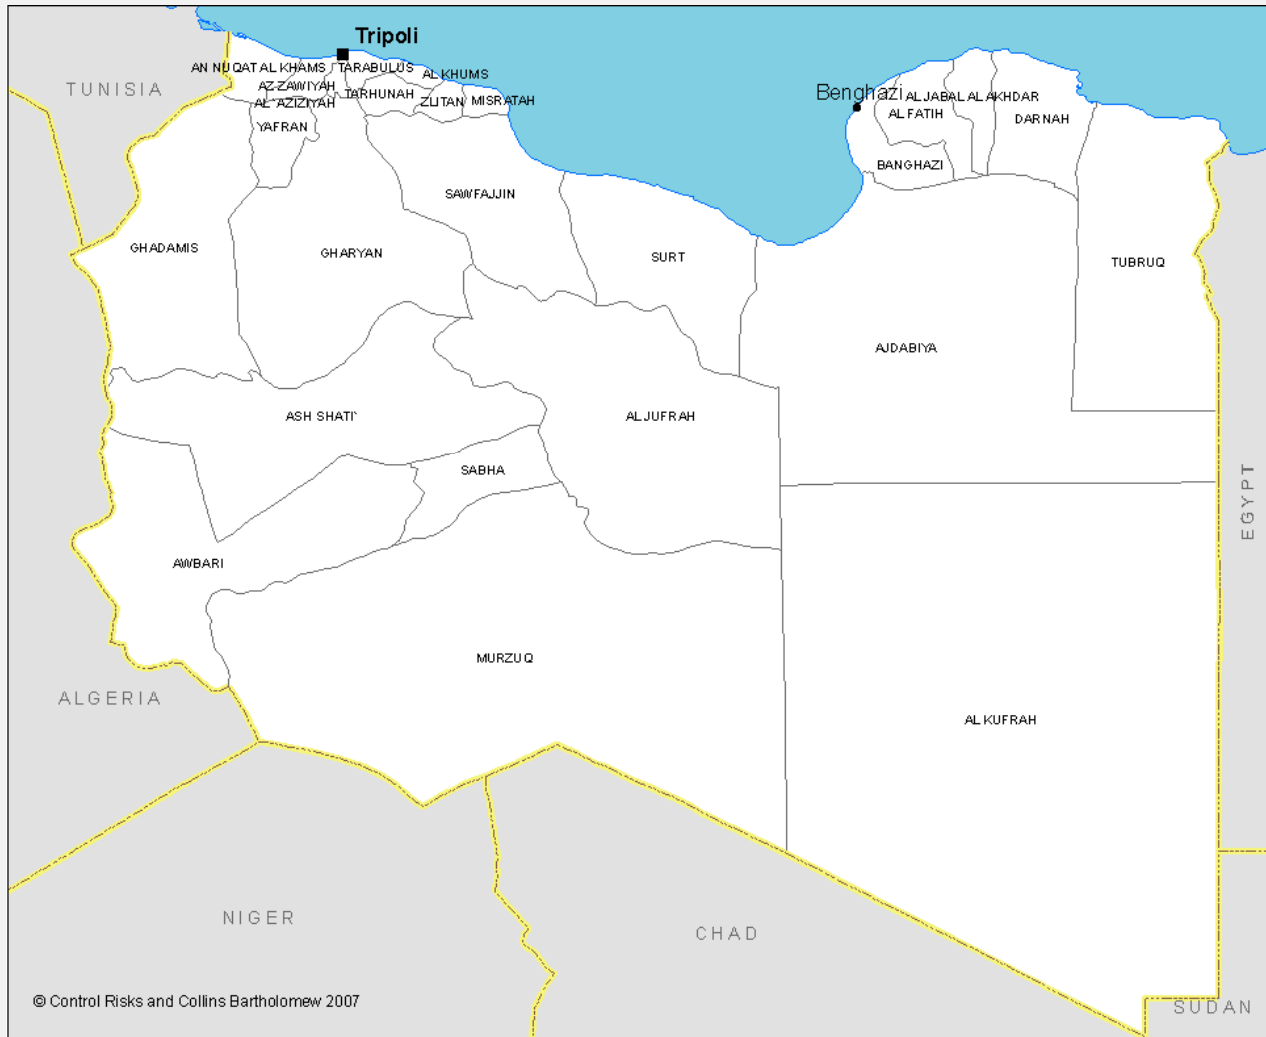 Tripoli
AN NUQAT AL KHAMS
TARABULUS
AL KHUMS
TUNISIA
AZ ZAWIYAH
AL 'AZIZIYAH
TARHUNAH
ZLITAN
MISRATAH
YAFRAN
Benghazi
AL JABAL AL AKHDAR
AL FATIH
DARNAH
BANGHAZI
SAWFAJJIN
GHADAMIS
GHARYAN
SURT
TUBRUQ
AJDABIYA
ASH SHATI'
AL JUFRAH
SABHA
EGYPT
AWBARI
MURZUQ
ALGERIA
AL KUFRAH
NIGER
CHAD
© Control Risks and Collins Bartholomew 2007
SUDAN